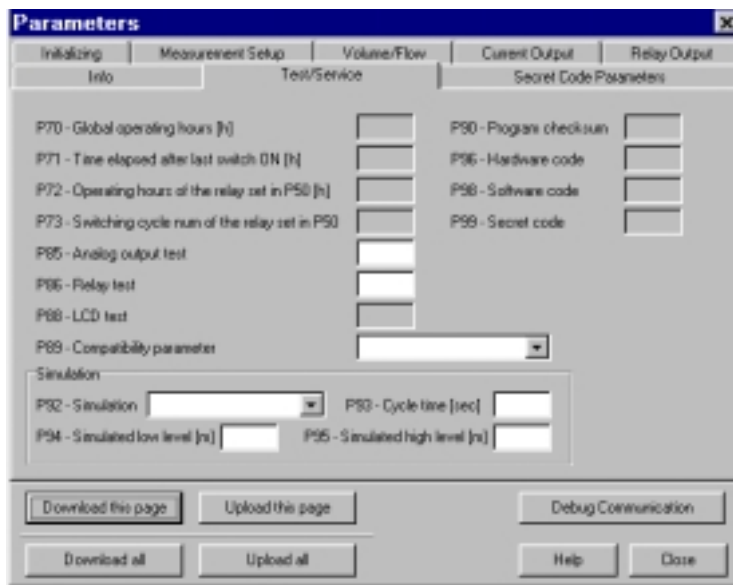 Parameters
Initializing Measurement Setup Volume/Flow Current Output Relay Output
Info Test/Service Secret Code Parameters
P70 - Global operating hours [h] P90 - Program checksum
P71 - Time elapsed after last switch ON [h] P96 - Hardware code
P72 - Operating hours of the relay set in P50 [h] P98 - Software code
P73 - Switching cycle num of the relay set in P50 P99 - Secret code
P85 - Analog output test
P86 - Relay test
P88 - LCD test
P89 - Compatibility parameter
Simulation
P92 - Simulation P93 - Cycle time [sec]
P94 - Simulated low level [m] P95 - Simulated high level [m]
Download this page Upload this page Debug Communication
Download all Upload all Help Close